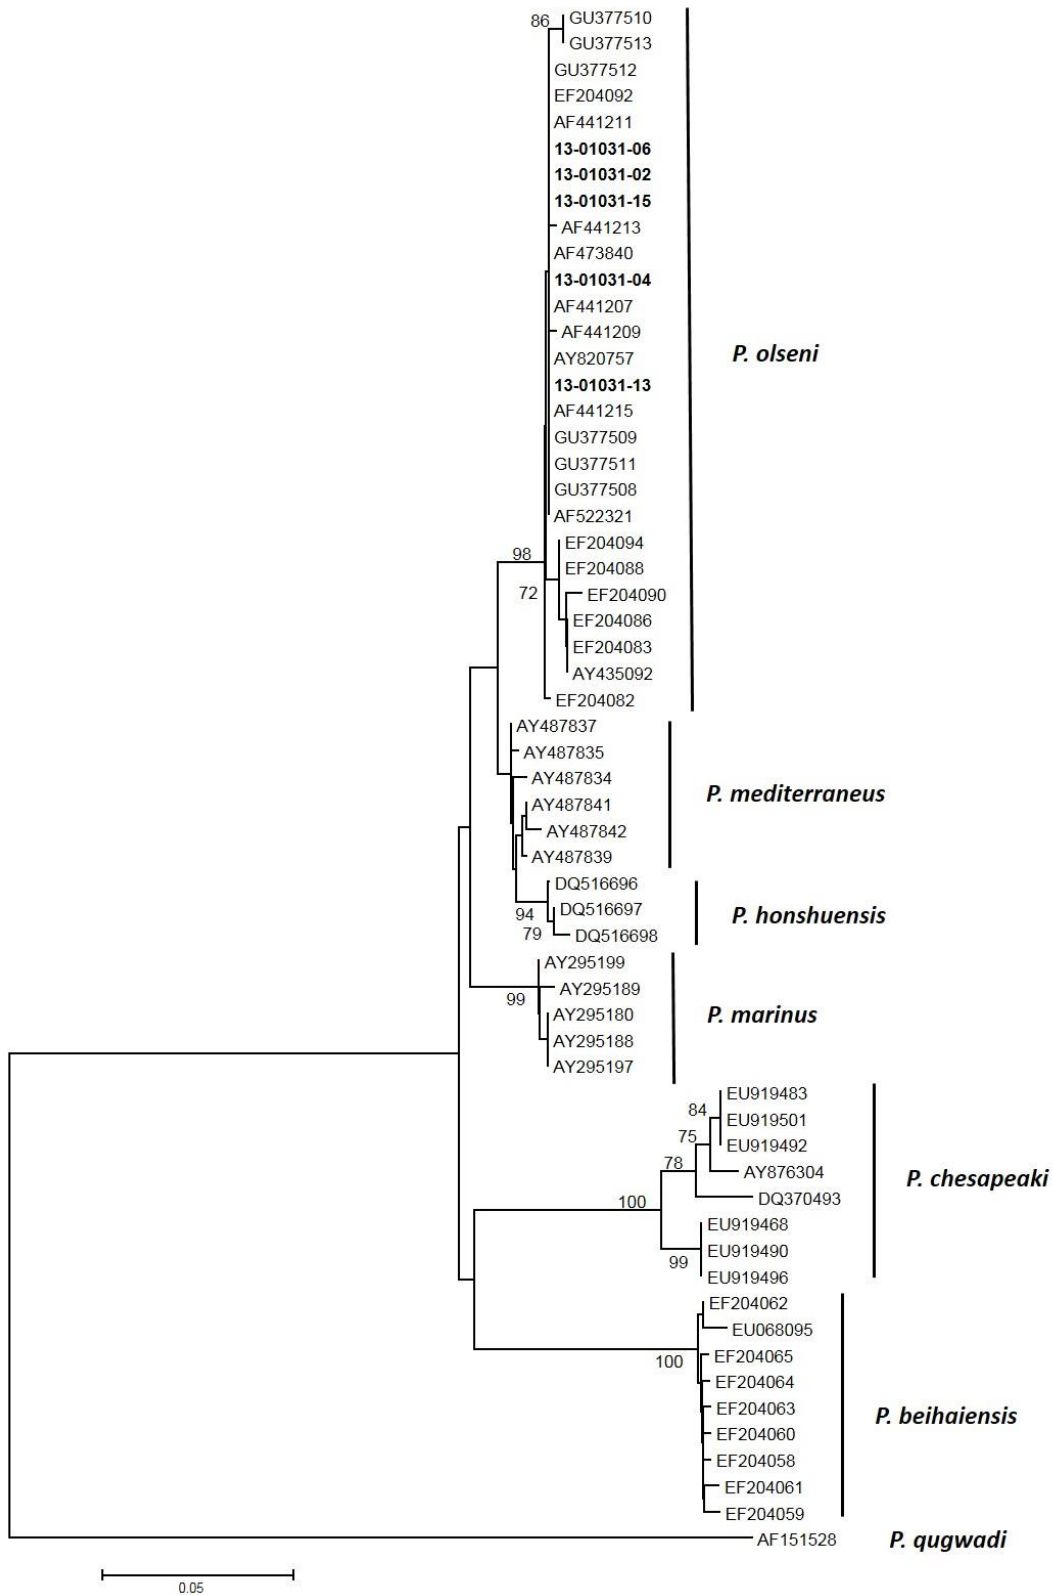 86
GU377510
GU377513
GU377512
EF204092
AF441211
13-01031-06
13-01031-02
13-01031-15
AF441213
AF473840
13-01031-04
AF441207
AF441209
AY820757
13-01031-13
AF441215
GU377509
GU377511
GU377508
AF522321
P. olseni
98
72
EF204094
EF204088
EF204090
EF204086
EF204083
AY435092
EF204082
AY487837
AY487835
AY487834
AY487841
AY487842
AY487839
P. mediterraneus
94
79
DQ516696
DQ516697
DQ516698
P. honshuensis
99
AY295199
AY295189
AY295180
AY295188
AY295197
P. marinus
84
75
78
100
99
EU919483
EU919501
EU919492
AY876304
DQ370493
EU919468
EU919490
EU919496
P. chesapeaki
100
EF204062
EU068095
EF204065
EF204064
EF204063
EF204060
EF204058
EF204061
EF204059
P. beihaiensis
AF151528
P. qugwadi
0.05